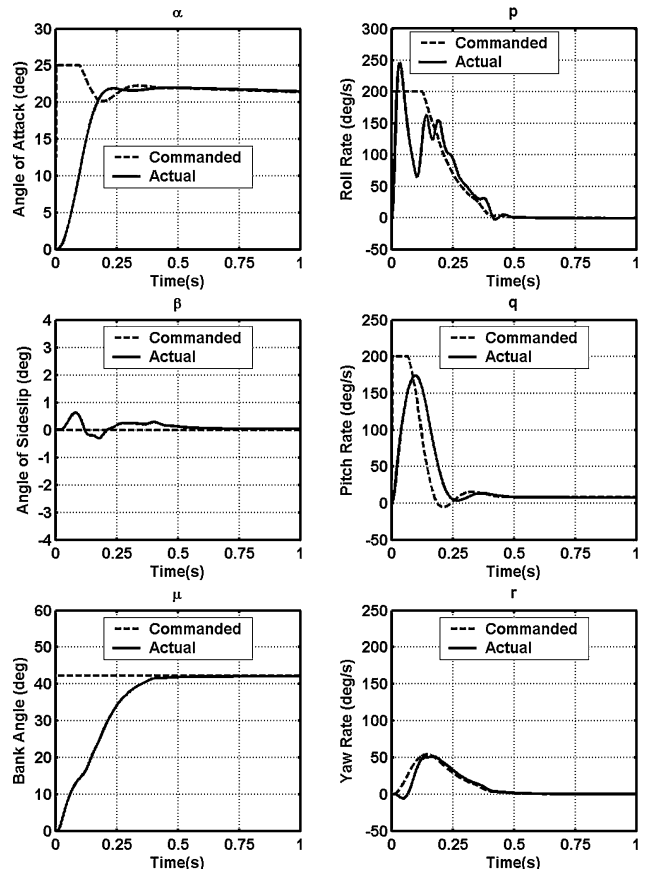 α
Angle of Attack (deg)
30
25
20
15
10
5
0
Commanded
Actual
0 0.25 0.5 0.75 1
Time(s)
p
Roll Rate (deg/s)
300
250
200
150
100
50
0
-50
Commanded
Actual
0 0.25 0.5 0.75 1
Time(s)
β
Angle of Sideslip (deg)
4
3
2
1
0
-1
-2
-3
-4
Commanded
Actual
0 0.25 0.5 0.75 1
Time(s)
q
Pitch Rate (deg/s)
250
200
150
100
50
0
-50
Commanded
Actual
0 0.25 0.5 0.75 1
Time(s)
μ
Bank Angle (deg)
60
50
40
30
20
10
0
Commanded
Actual
0 0.25 0.5 0.75 1
Time(s)
r
Yaw Rate (deg/s)
250
200
150
100
50
0
-50
Commanded
Actual
0 0.25 0.5 0.75 1
Time(s)